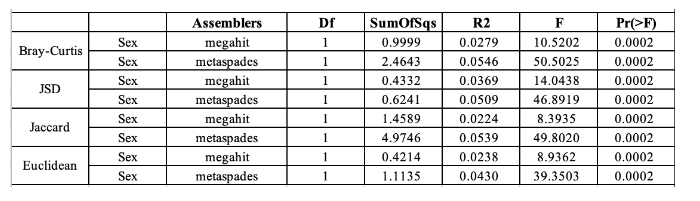 Assemblers Df SumOfSqs R2 F Pr(>F)
Bray-Curtis Sex megahit 1 0.9999 0.0279 10.5202 0.0002
Sex metaspades 1 2.4643 0.0546 50.5025 0.0002
JSD Sex megahit 1 0.4332 0.0369 14.0438 0.0002
Sex metaspades 1 0.6241 0.0509 46.8919 0.0002
Jaccard Sex megahit 1 1.4589 0.0224 8.3935 0.0002
Sex metaspades 1 4.9746 0.0539 49.8020 0.0002
Euclidean Sex megahit 1 0.4214 0.0238 8.9362 0.0002
Sex metaspades 1 1.1135 0.0430 39.3503 0.0002